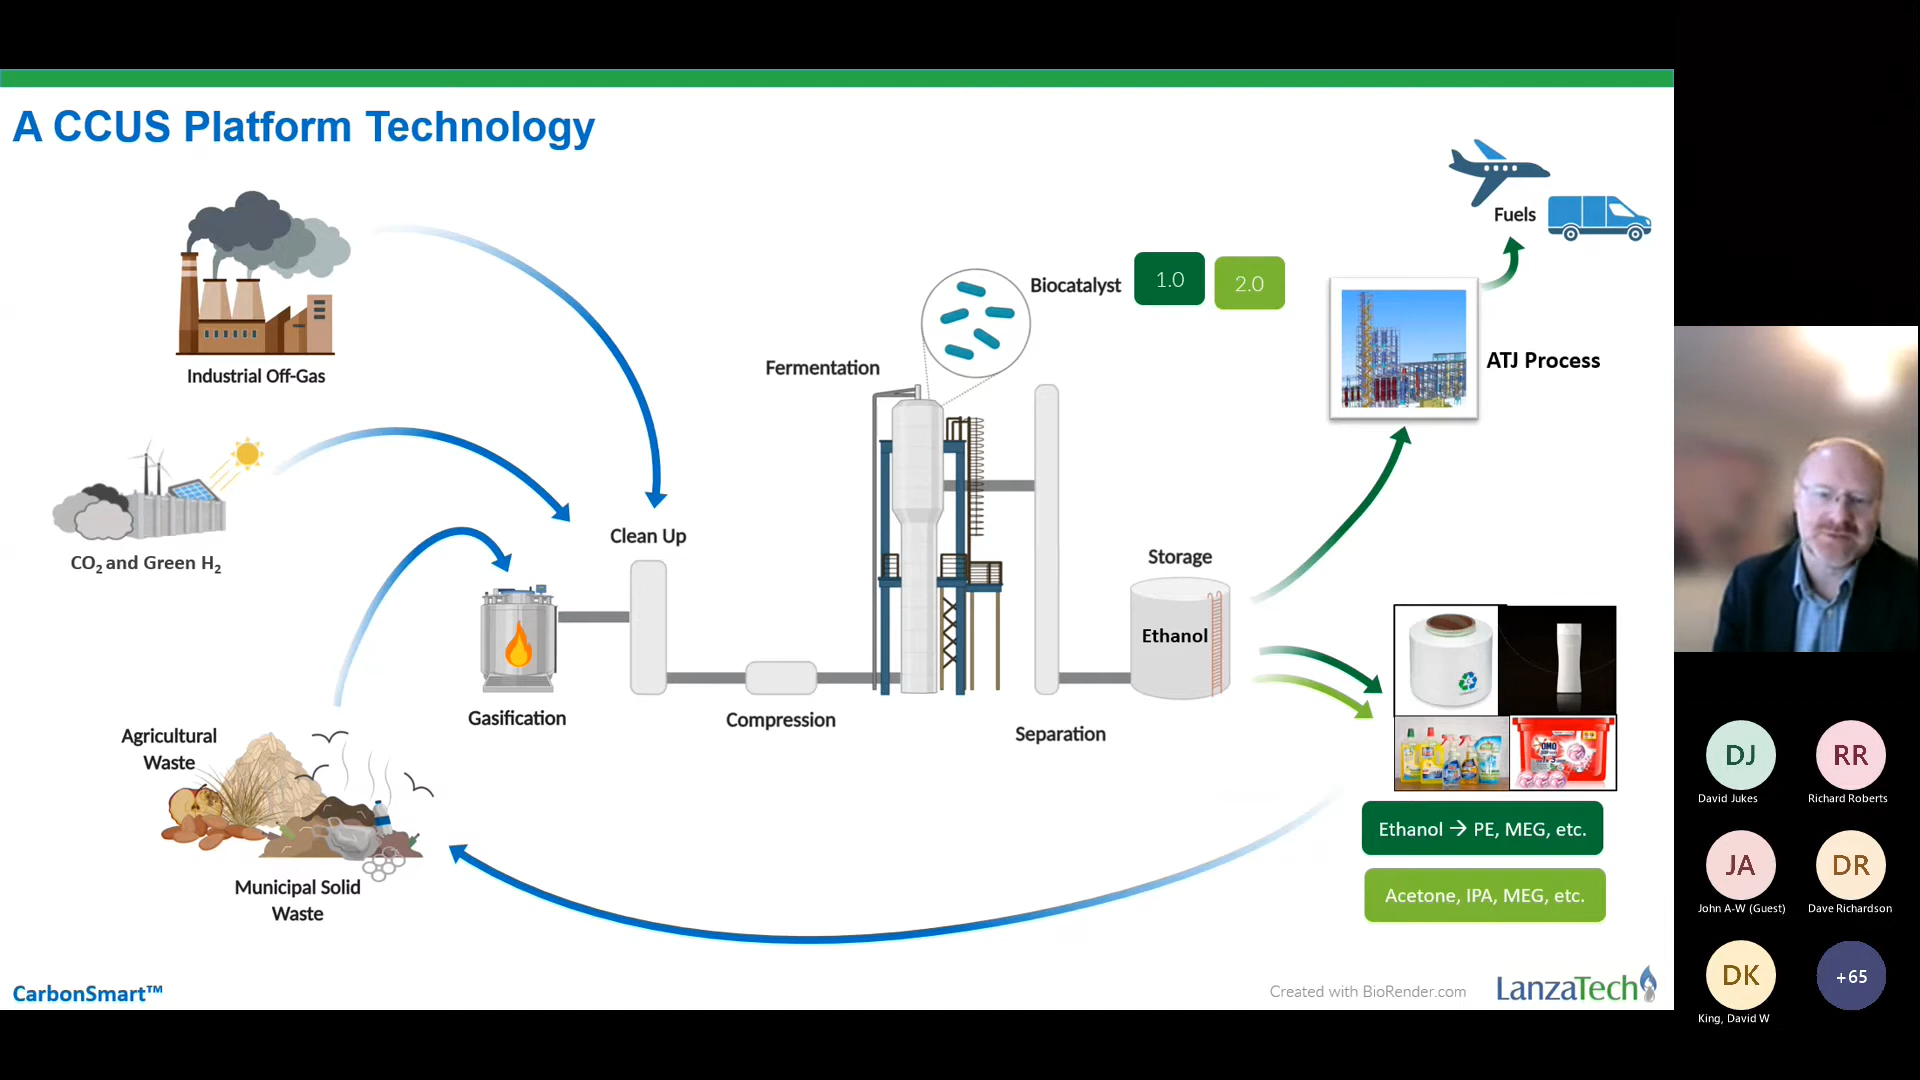 A CCUS Platform Technology
Industrial Off-Gas
CO2 and Green H2
Agricultural
Waste
Municipal Solid
Waste
Gasification
Clean Up
Compression
Fermentation
Biocatalyst
1.0
2.0
Separation
Storage
Ethanol
Fuels
ATJ Process
OMO
Ethanol → PE, MEG, etc.
Acetone, IPA, MEG, etc.
CarbonSmart™
Created with BioRender.com
LanzaTech
DJ
David Jukes
RR
Richard Roberts
JA
John A-W (Guest)
DR
Dave Richardson
DK
King, David W
+65